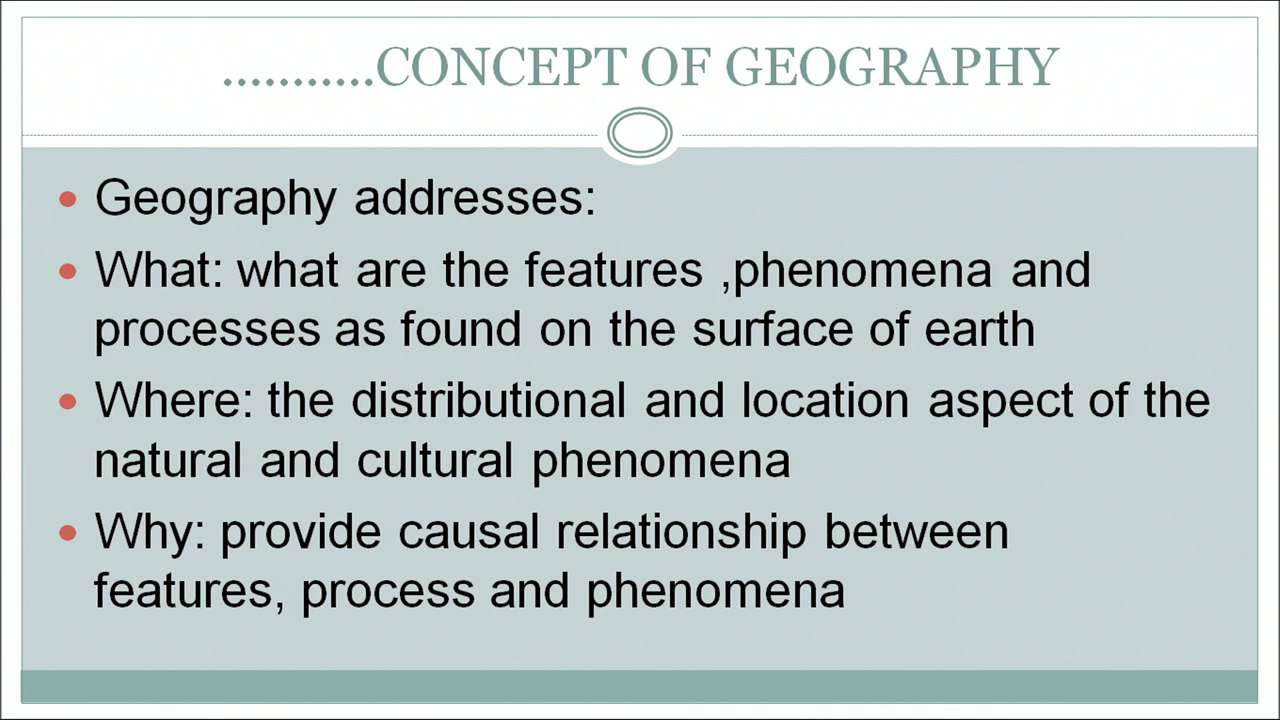 ...........CONCEPT OF GEOGRAPHY
• Geography addresses:
• What: what are the features ,phenomena and
processes as found on the surface of earth
• Where: the distributional and location aspect of the
natural and cultural phenomena
• Why: provide causal relationship between
features, process and phenomena